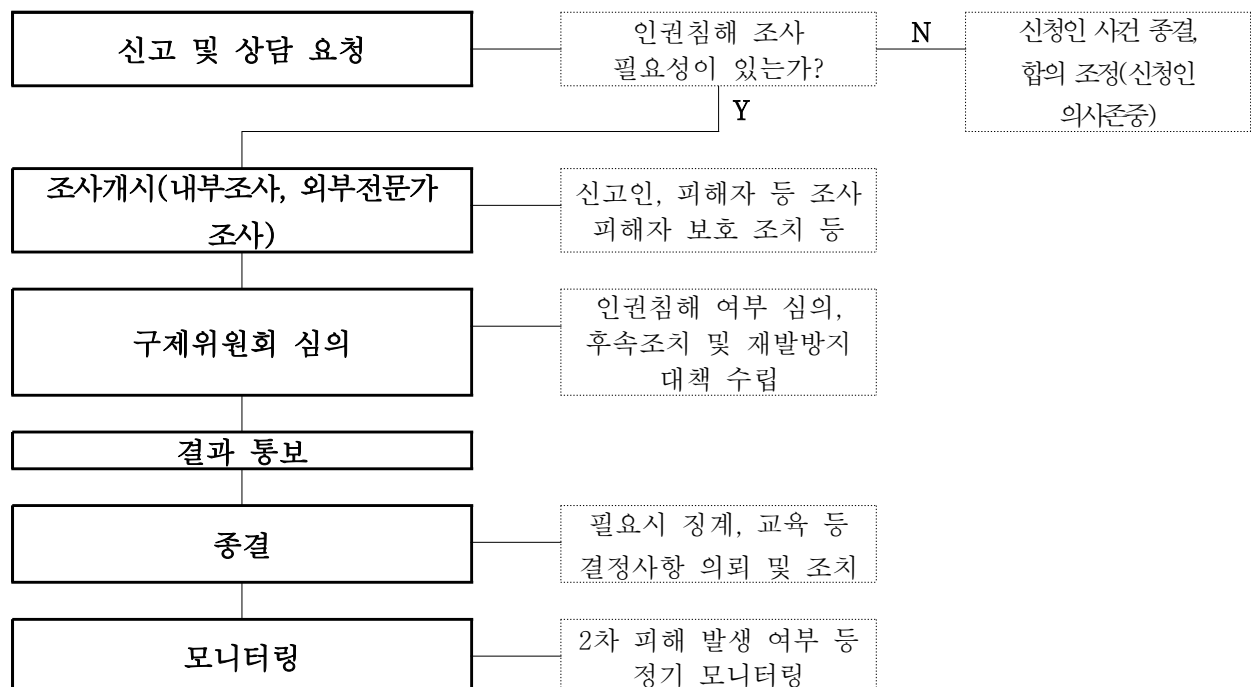 신고 및 상담 요청
인권침해 조사
필요성이 있는가?
N
신청인 사건 종결,
합의 조정(신청인
의사존중)
Y
조사개시(내부조사, 외부전문가
조사)
신고인, 피해자 등 조사
피해자 보호 조치 등
구제위원회 심의
인권침해 여부 심의,
후속조치 및 재발방지
대책 수립
결과 통보
종결
필요시 징계, 교육 등
결정사항 의뢰 및 조치
모니터링
2차 피해 발생 여부 등
정기 모니터링